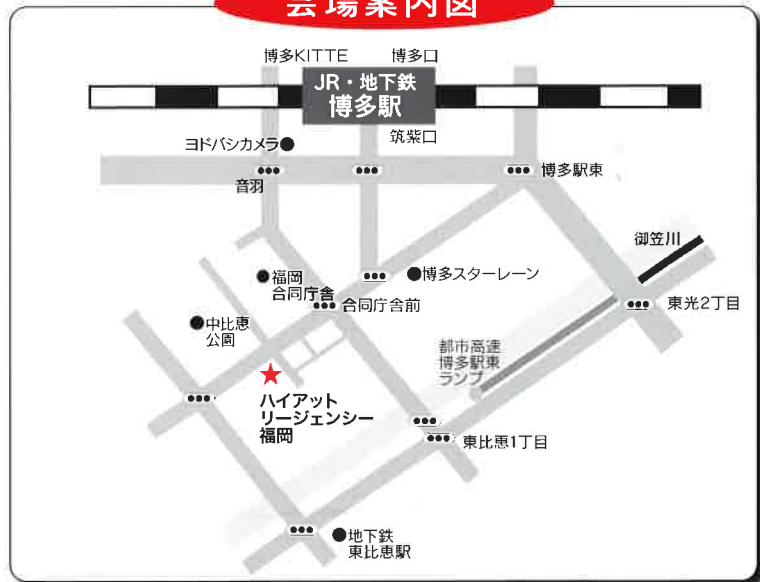 会場案内図
博多KITTE
博多口
JR・地下鉄
博多駅
筑紫口
ヨドバシカメラ
音羽
博多駅東
御笠川
福岡
合同庁舎
博多スターレーン
合同庁舎前
東光2丁目
中比恵
公園
都市高速
博多駅東
ランプ
ハイアット
リージェンシー
福岡
東比恵1丁目
地下鉄
東比恵駅